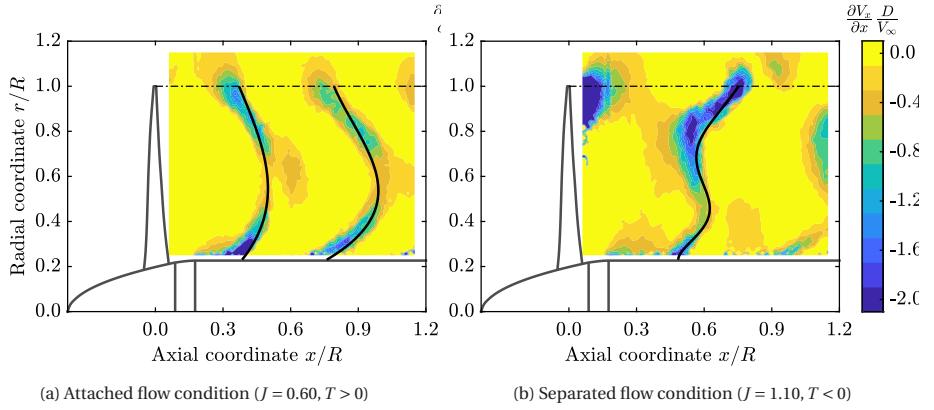 ∂
∂V_x/∂x D/V_∞
1.2
1.0
0.8
0.6
0.4
0.2
0.0
Radial coordinate r/R
0.0 0.3 0.6 0.9 1.2
Axial coordinate x/R
1.2
1.0
0.8
0.6
0.4
0.2
0.0
0.0 0.3 0.6 0.9 1.2
Axial coordinate x/R
0.0
-0.4
-0.8
-1.2
-1.6
-2.0
(a) Attached flow condition (J = 0.60, T > 0)
(b) Separated flow condition (J = 1.10, T < 0)